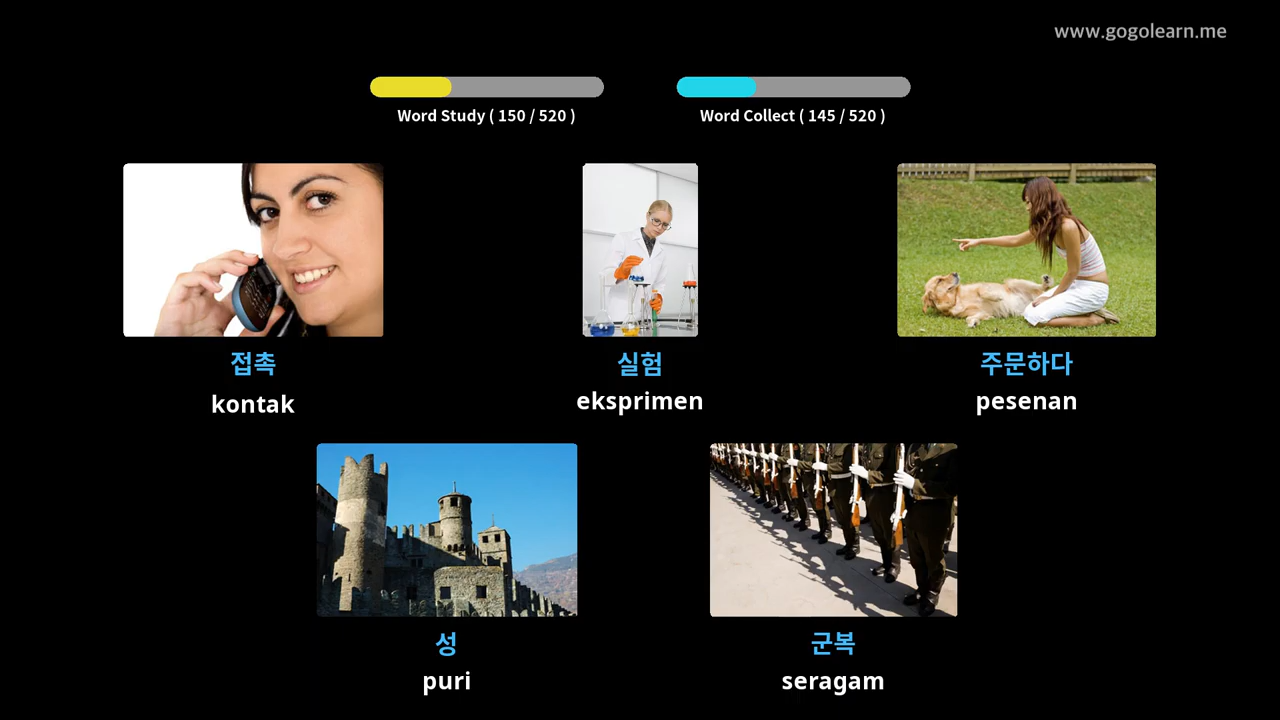 www.gogolearn.me
Word Study ( 150 / 520 )
Word Collect ( 145 / 520 )
접촉
kontak
실험
eksprimen
주문하다
pesenan
성
puri
군복
seragam